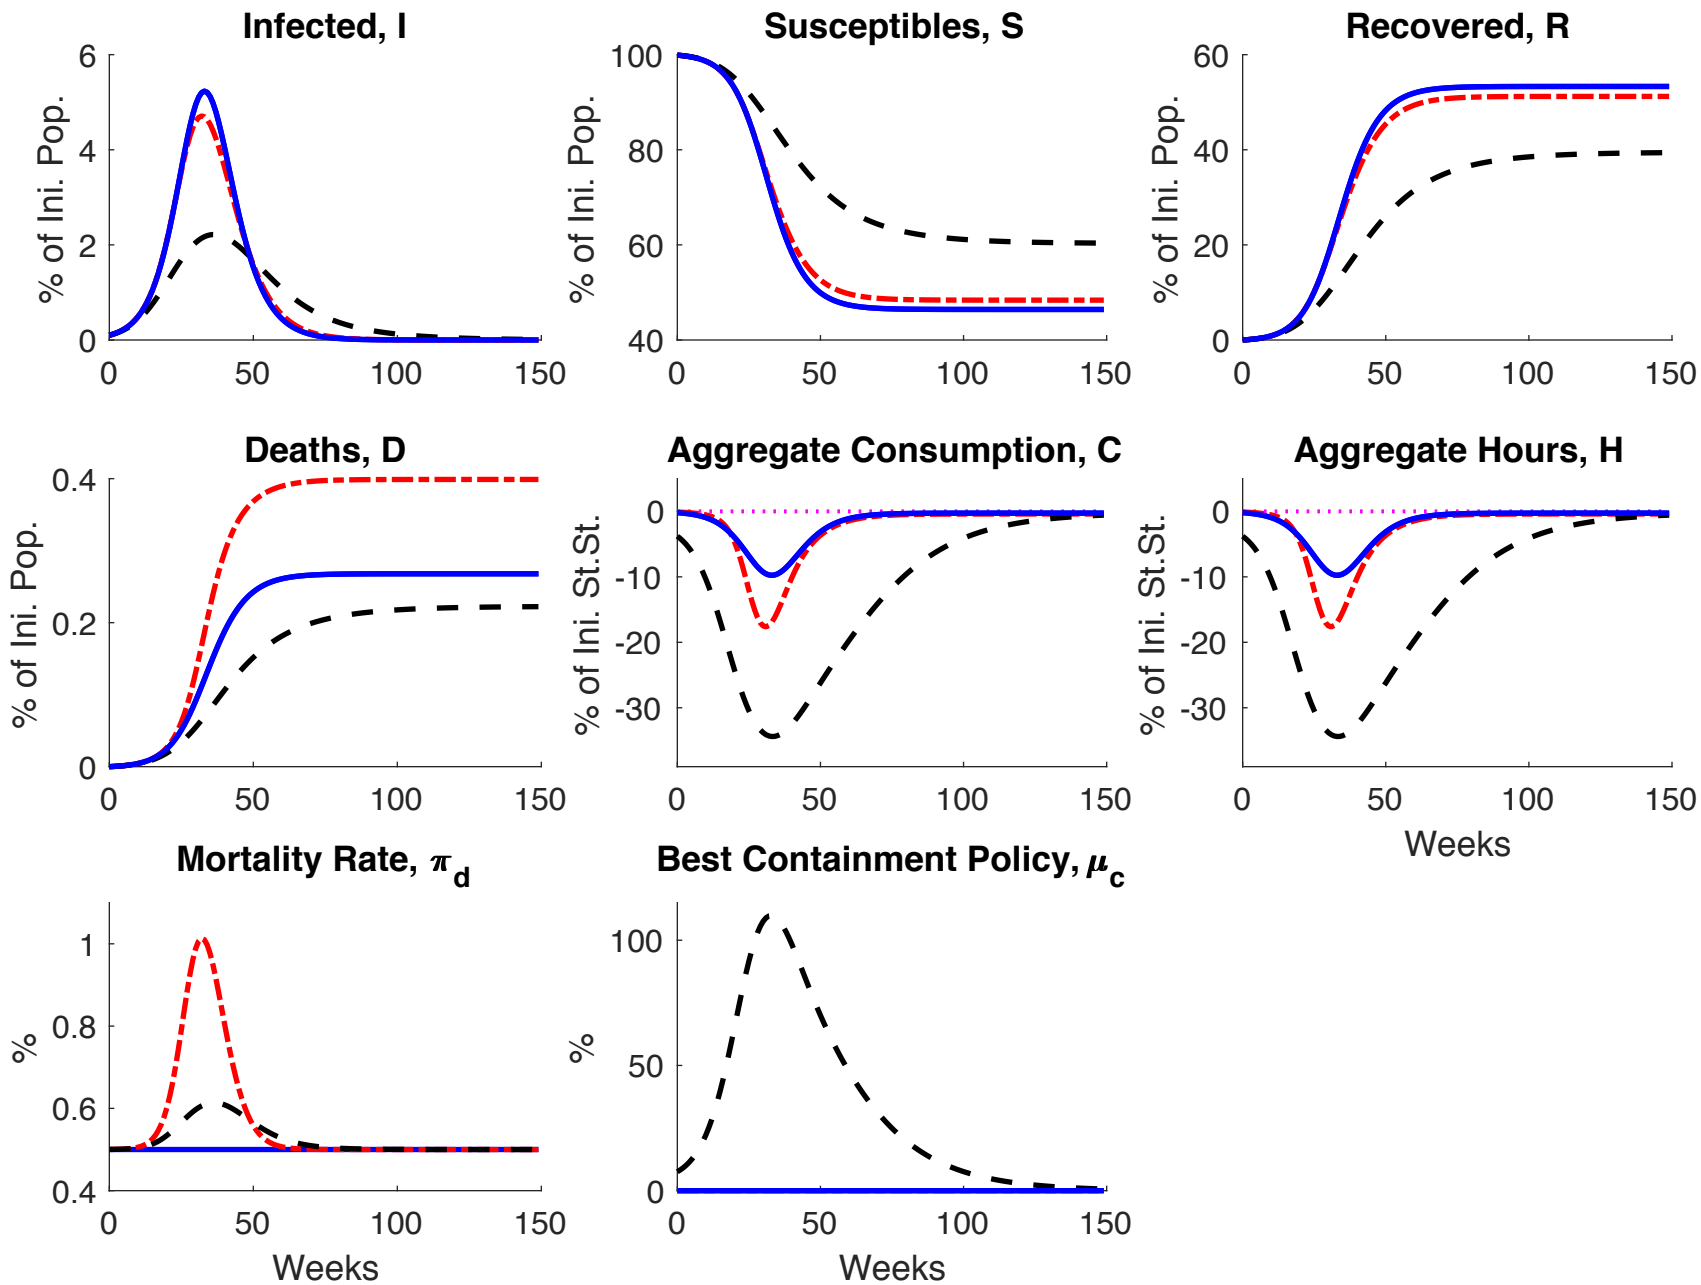 Infected, I
% of Ini. Pop.
6
4
2
0
0 50 100 150
Susceptibles, S
% of Ini. Pop.
100
80
60
40
0 50 100 150
Recovered, R
% of Ini. Pop.
60
40
20
0
0 50 100 150
Deaths, D
% of Ini. Pop.
0.4
0.2
0
0 50 100 150
Aggregate Consumption, C
% of Ini. St.St.
0
-10
-20
-30
0 50 100 150
Aggregate Hours, H
% of Ini. St.St.
0
-10
-20
-30
0 50 100 150
Weeks
Mortality Rate, π_d
%
1
0.8
0.6
0.4
0 50 100 150
Weeks
Best Containment Policy, μ_c
%
100
50
0
0 50 100 150
Weeks